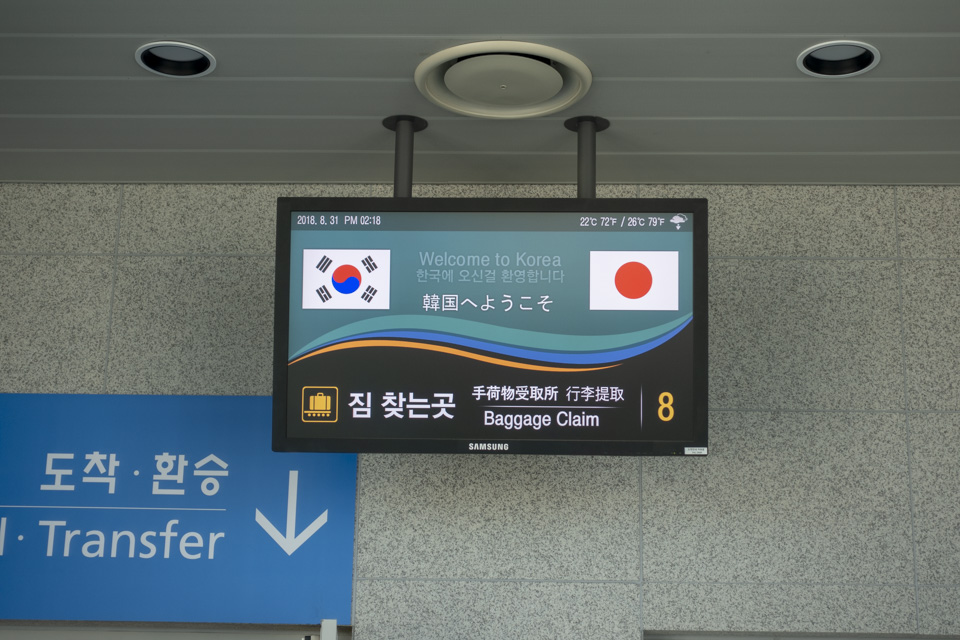 2018. 8. 31 PM 02:18
22℃ 72℉ / 26℃ 79℉
Welcome to Korea
한국에 오신걸 환영합니다
韓国へようこそ
짐 찾는곳
手荷物受取所 行李提取
Baggage Claim
8
SAMSUNG
도착·환승
· Transfer